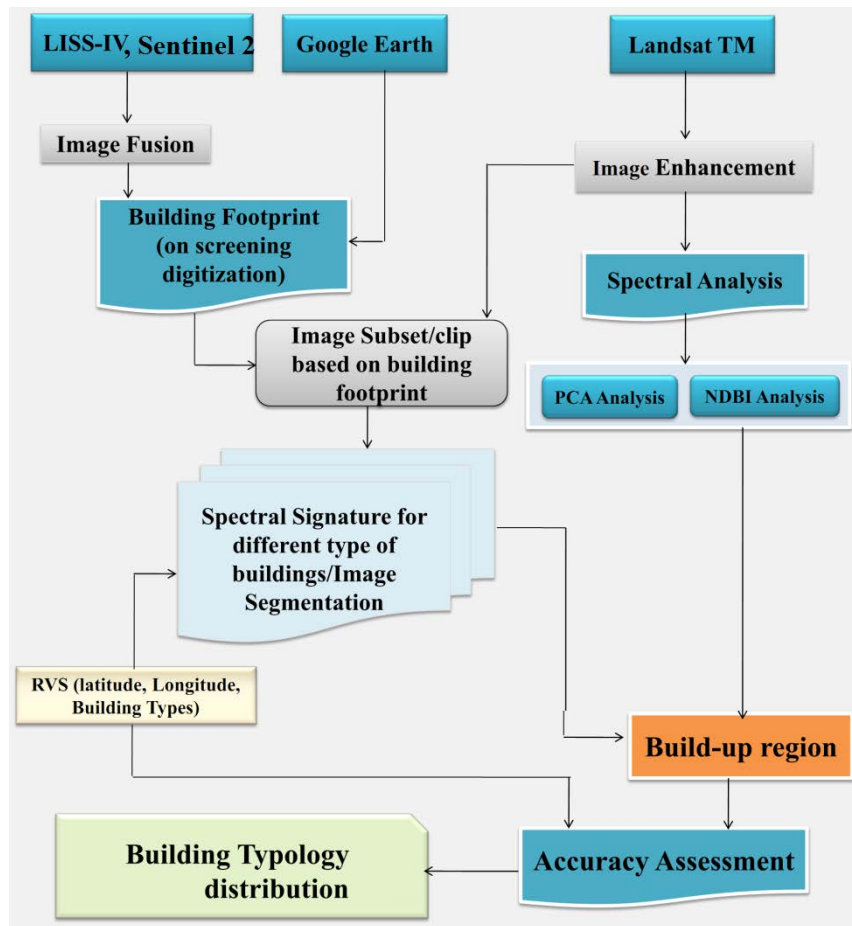 LISS-IV, Sentinel 2
Google Earth
Landsat TM
Image Fusion
Image Enhancement
Building Footprint
(on screening
digitization)
Spectral Analysis
Image Subset/clip
based on building
footprint
PCA Analysis
NDBI Analysis
Spectral Signature for
different type of
buildings/Image
Segmentation
RVS (latitude, Longitude,
Building Types)
Build-up region
Building Typology
distribution
Accuracy Assessment